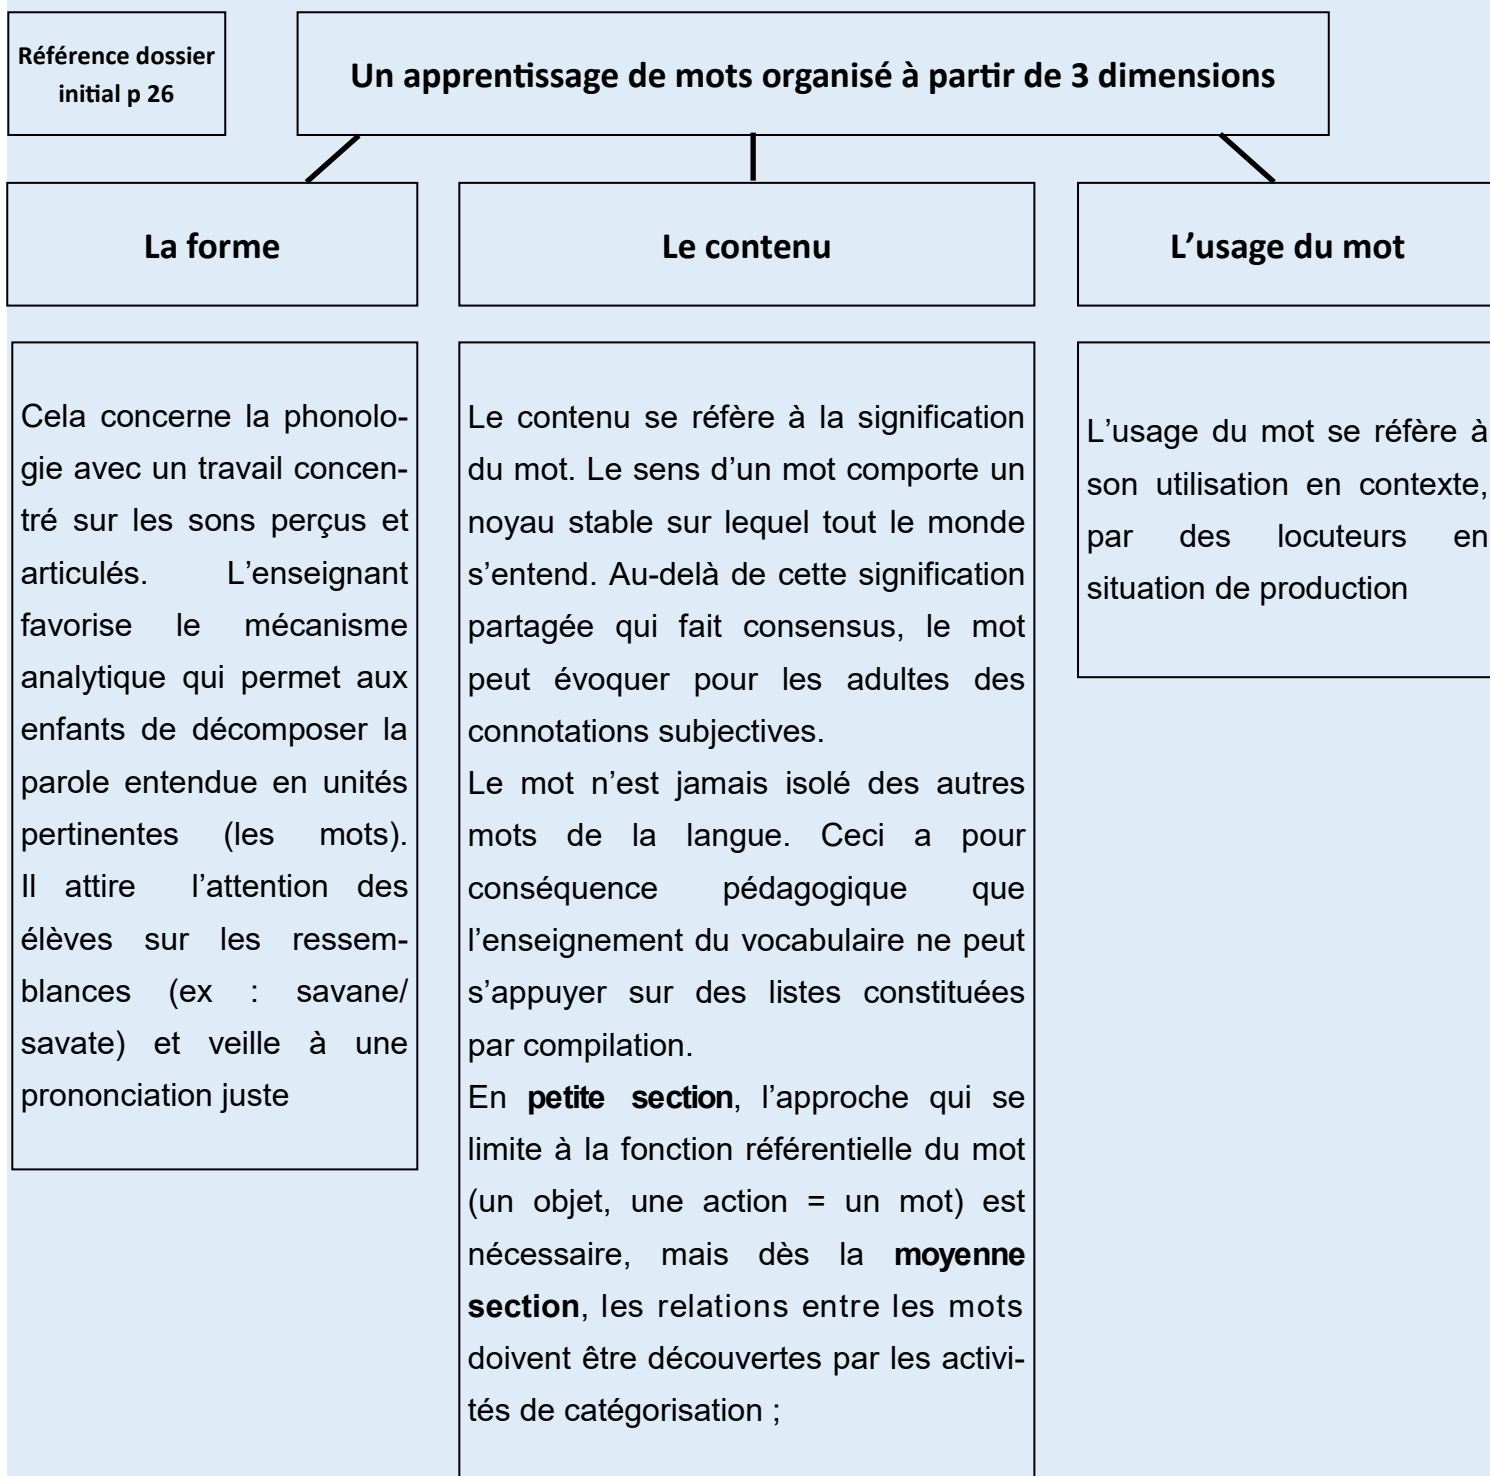 Référence dossier
initial p 26
Un apprentissage de mots organisé à partir de 3 dimensions
La forme
Le contenu
L’usage du mot
Cela concerne la phonolo-
gie avec un travail concen-
tré sur les sons perçus et
articulés. L’enseignant
favorise le mécanisme
analytique qui permet aux
enfants de décomposer la
parole entendue en unités
pertinentes (les mots).
Il attire l’attention des
élèves sur les ressem-
blances (ex : savane/
savate) et veille à une
prononciation juste
Le contenu se réfère à la signification
du mot. Le sens d’un mot comporte un
noyau stable sur lequel tout le monde
s’entend. Au-delà de cette signification
partagée qui fait consensus, le mot
peut évoquer pour les adultes des
connotations subjectives.
Le mot n’est jamais isolé des autres
mots de la langue. Ceci a pour
conséquence pédagogique que
l’enseignement du vocabulaire ne peut
s’appuyer sur des listes constituées
par compilation.
En petite section, l’approche qui se
limite à la fonction référentielle du mot
(un objet, une action = un mot) est
nécessaire, mais dès la moyenne
section, les relations entre les mots
doivent être découvertes par les activi-
tés de catégorisation ;
L’usage du mot se réfère à
son utilisation en contexte,
par des locuteurs en
situation de production